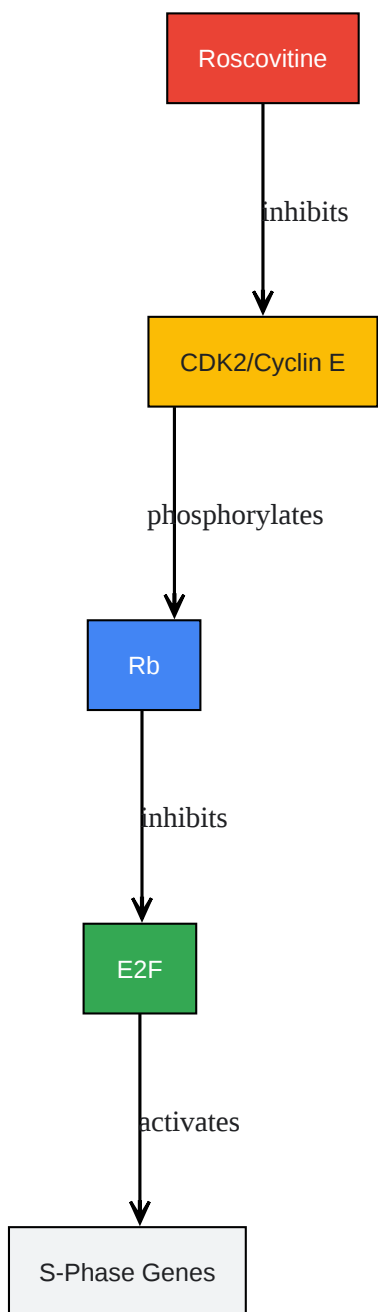 Roscovitine
inhibits
CDK2/Cyclin E
phosphorylates
Rb
inhibits
E2F
activates
S-Phase Genes